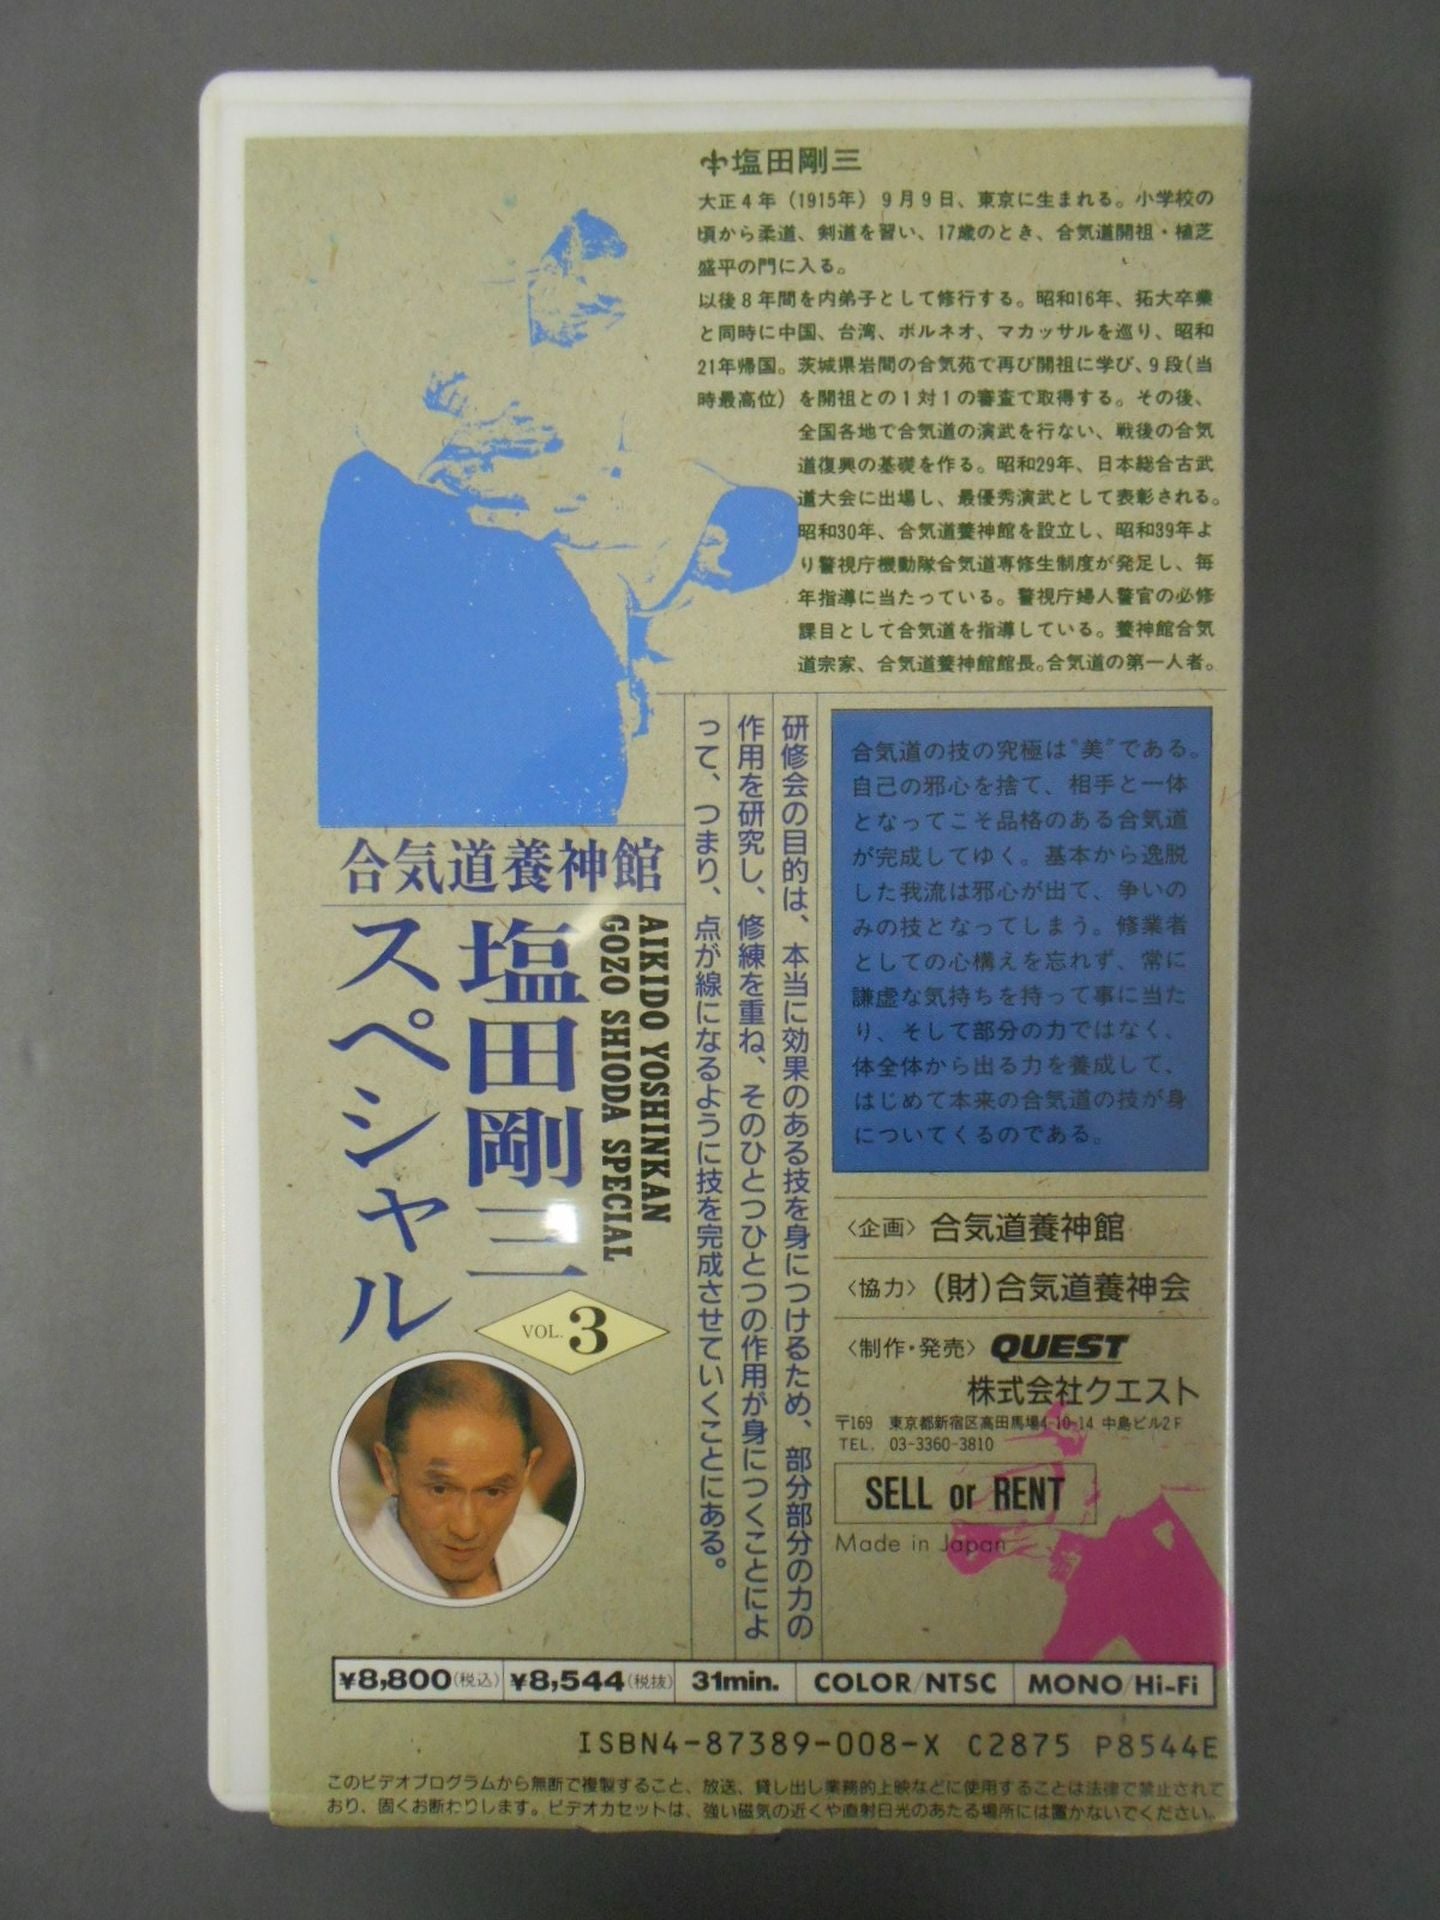 塩田剛三
大正4年（1915年）9月9日、東京に生まれる。小学校の
頃から柔道、剣道を習い、17歳のとき、合気道開祖・植芝
盛平の門に入る。
以後8年間を内弟子として修行する。昭和16年、拓大卒業
と同時に中国、台湾、ボルネオ、マカッサルを巡り、昭和
21年帰国。茨城県岩間の合気苑で再び開祖に学び、9段(当
時最高位）を開祖との1対1の審査で取得する。その後、
全国各地で合気道の演武を行ない、戦後の合気
道復興の基礎を作る。昭和29年、日本総合古武
道大会に出場し、最優秀演武として表彰される。
昭和30年、合気道養神館を設立し、昭和39年よ
り警視庁機動隊合気道専修生制度が発足し、毎
年指導に当たっている。警視庁婦人警官の必修
課目として合気道を指導している。養神館合気
道宗家、合気道養神館館長。合気道の第一人者。
合気道の技の究極は"美"である。
自己の邪心を捨て、相手と一体
となってこそ品格のある合気道
が完成してゆく。基本から逸脱
した我流は邪心が出て、争いの
みの技となってしまう。修業者
としての心構えを忘れず、常に
謙虚な気持ちを持って事に当た
り、そして部分の力ではなく、
体全体から出る力を養成して、
はじめて本来の合気道の技が身
についてくるのである。
研修会の目的は、本当に効果のある技を身につけるため、部分部分の力の
作用を研究し、修練を重ね、そのひとつひとつの作用が身につくことによ
って、つまり、点が線になるように技を完成させていくことにある。
合気道養神館
AIKIDO YOSHINKAN
GOZO SHIODA SPECIAL
塩田剛三
スペシャル
VOL.3
〈企画〉合気道養神館
〈協力〉(財)合気道養神会
〈制作・発売〉QUEST
株式会社クエスト
〒169 東京都新宿区高田馬場4-10-14 中島ビル2F
TEL. 03-3360-3810
SELL or RENT
Made in Japan
¥8,800(税込) ¥8,544(税抜) 31min. COLOR/NTSC MONO/Hi-Fi
ISBN4-87389-008-X C2875 P8544E
このビデオプログラムから無断で複製すること、放送、貸し出し業務的上映などに使用することは法律で禁止されて
おり、固くお断わりします。ビデオカセットは、強い磁気の近くや直射日光のあたる場所には置かないでください。